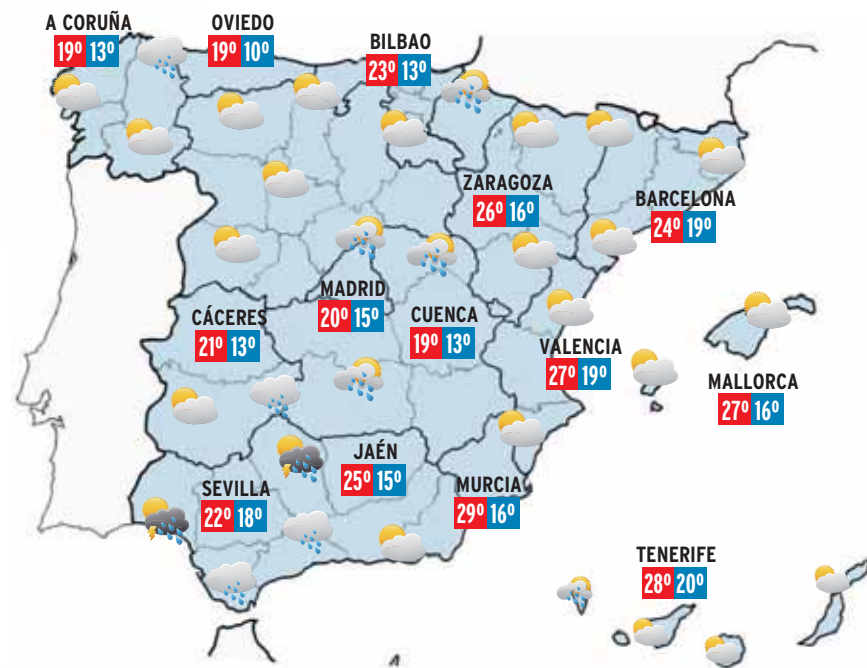 A CORUÑA
19º 13º
OVIEDO
19º 10º
BILBAO
23º 13º
ZARAGOZA
26º 16º
BARCELONA
24º 19º
MADRID
20º 15º
CÁCERES
21º 13º
CUENCA
19º 13º
VALENCIA
27º 19º
MALLORCA
27º 16º
JAÉN
25º 15º
SEVILLA
22º 18º
MURCIA
29º 16º
TENERIFE
28º 20º